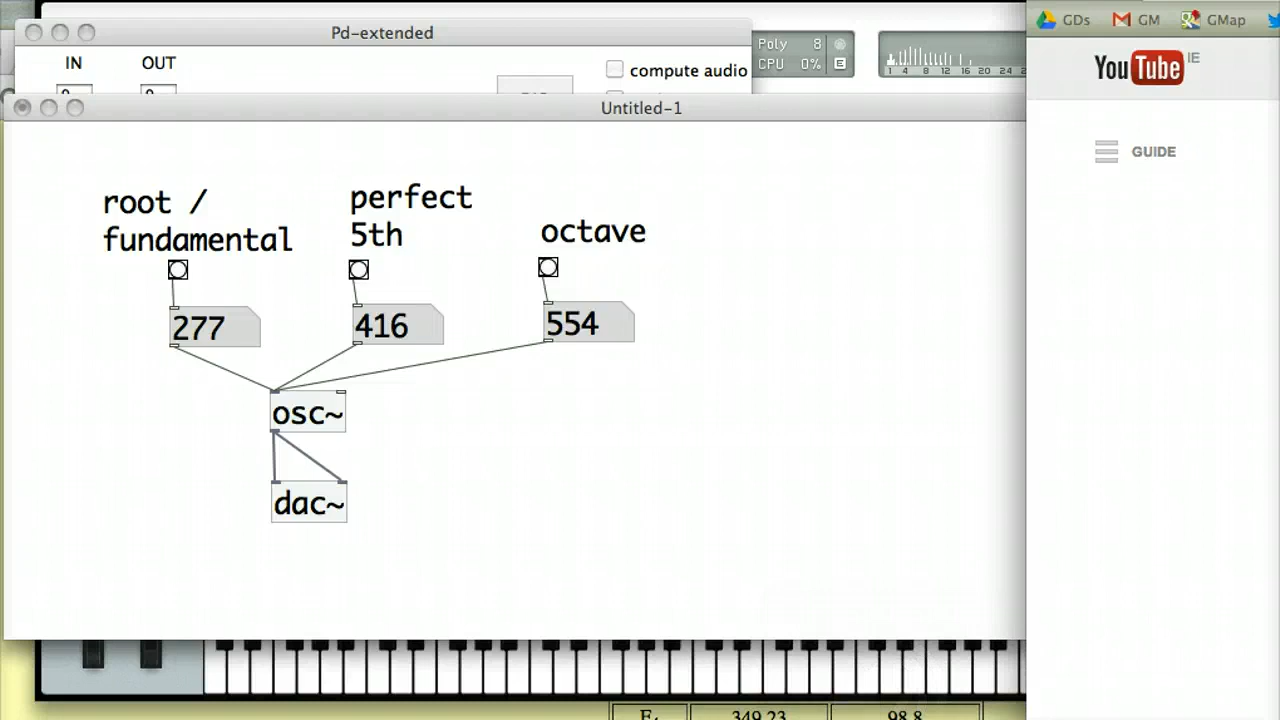 Pd-extended
IN
OUT
compute audio
Poly 8
CPU 0%
E
1 4 8 12 16 20 24
GDs
GM
GMap
YouTube IE
GUIDE
Untitled-1
root /
fundamental
perfect
5th
octave
277
416
554
osc~
dac~
349.23
98.8